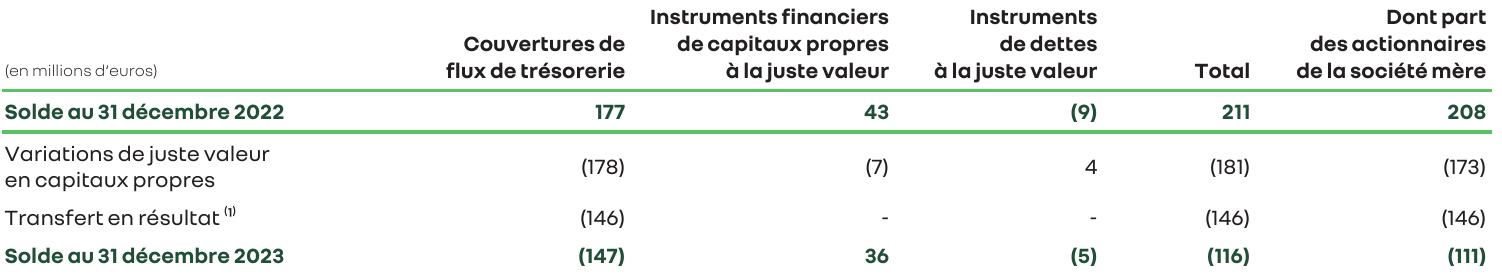 Instruments financiers Instruments Dont part
Couvertures de de capitaux propres de dettes des actionnaires
(en millions d’euros) flux de trésorerie à la juste valeur à la juste valeur Total de la société mère
Solde au 31 décembre 2022 177 43 (9) 211 208
Variations de juste valeur
en capitaux propres (178) (7) 4 (181) (173)
Transfert en résultat (1) (146) - - (146) (146)
Solde au 31 décembre 2023 (147) 36 (5) (116) (111)